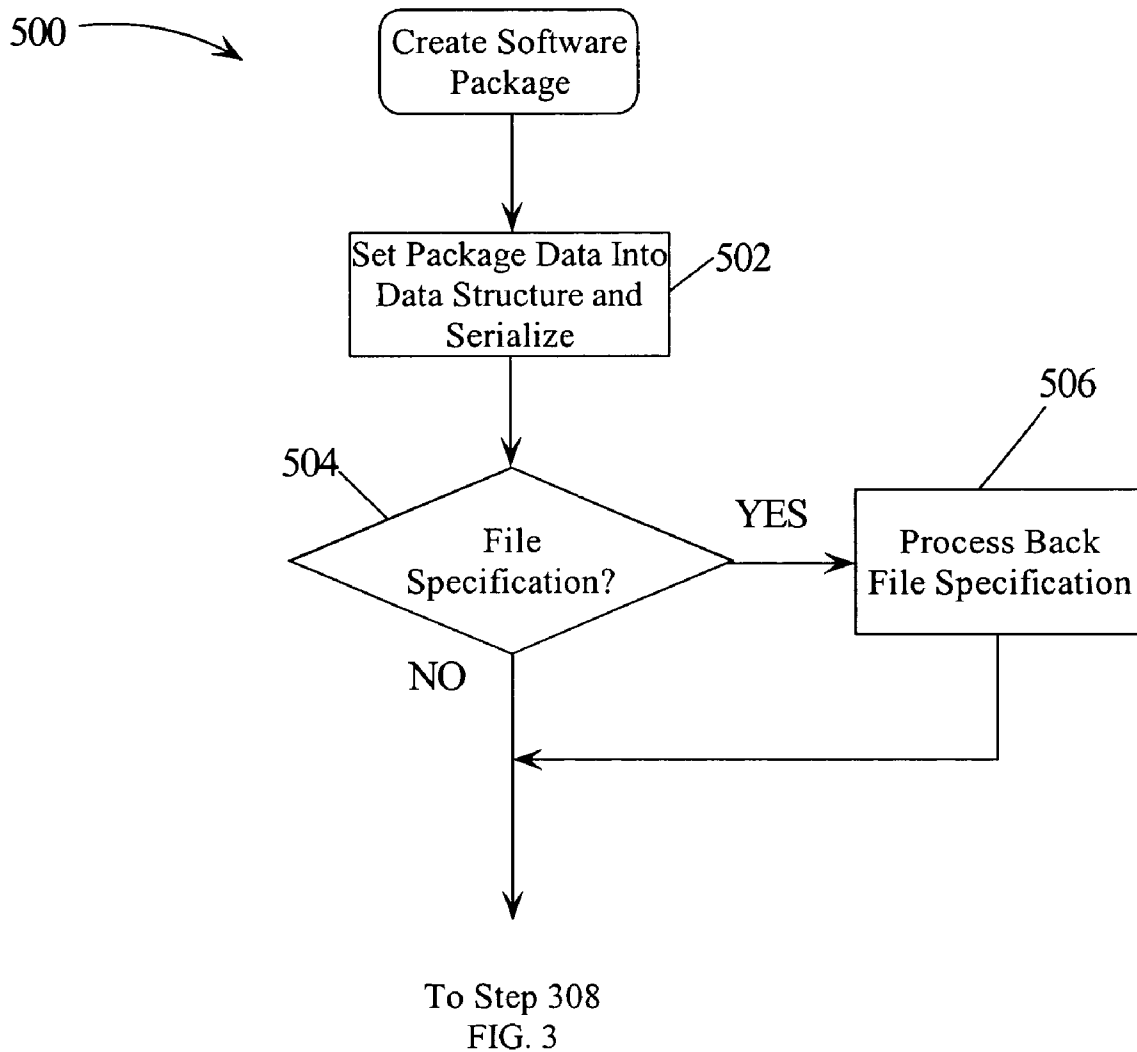 500
Create Software
Package
Set Package Data Into
Data Structure and
Serialize
502
506
504
File
Specification?
YES
Process Back
File Specification
NO
To Step 308
FIG. 3